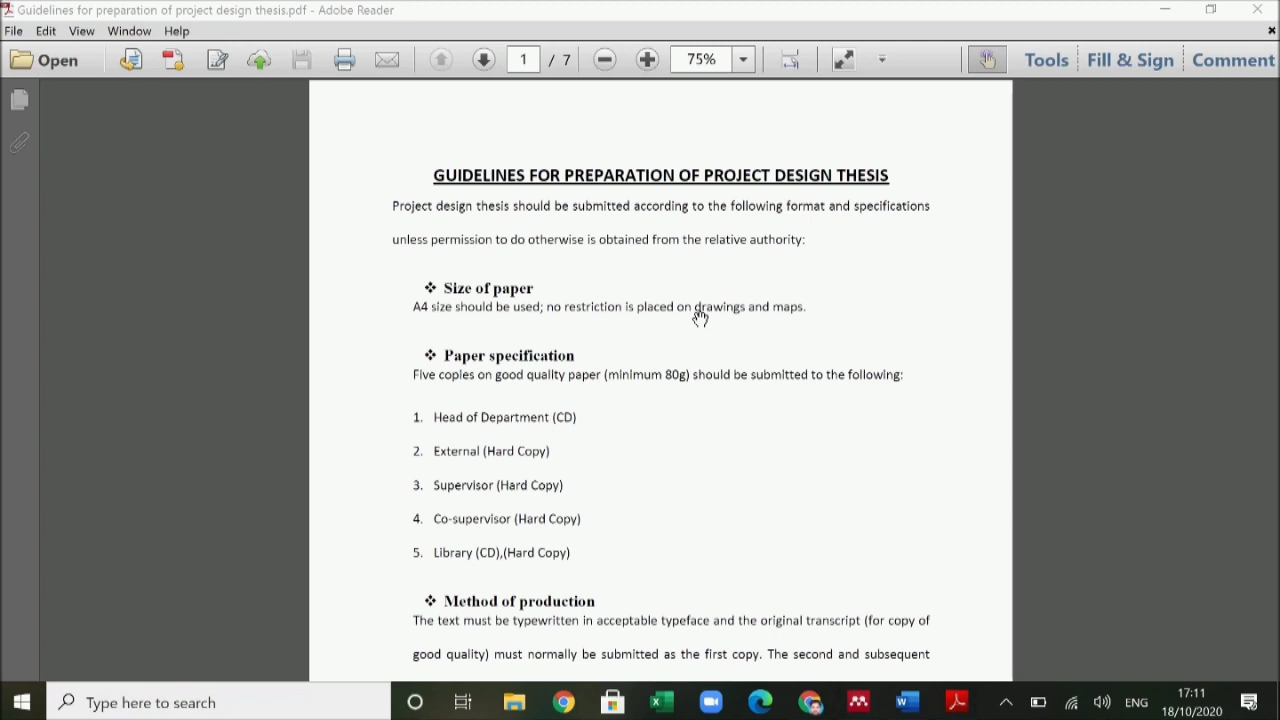 Guidelines for preparation of project design thesis.pdf - Adobe Reader
File Edit View Window Help
Open 1 / 7 75% Tools Fill & Sign Comment
GUIDELINES FOR PREPARATION OF PROJECT DESIGN THESIS
Project design thesis should be submitted according to the following format and specifications
unless permission to do otherwise is obtained from the relative authority:
❖ Size of paper
A4 size should be used; no restriction is placed on drawings and maps.
❖ Paper specification
Five copies on good quality paper (minimum 80g) should be submitted to the following:
1. Head of Department (CD)
2. External (Hard Copy)
3. Supervisor (Hard Copy)
4. Co-supervisor (Hard Copy)
5. Library (CD),(Hard Copy)
❖ Method of production
The text must be typewritten in acceptable typeface and the original transcript (for copy of
good quality) must normally be submitted as the first copy. The second and subsequent
Type here to search
ENG
17:11
18/10/2020